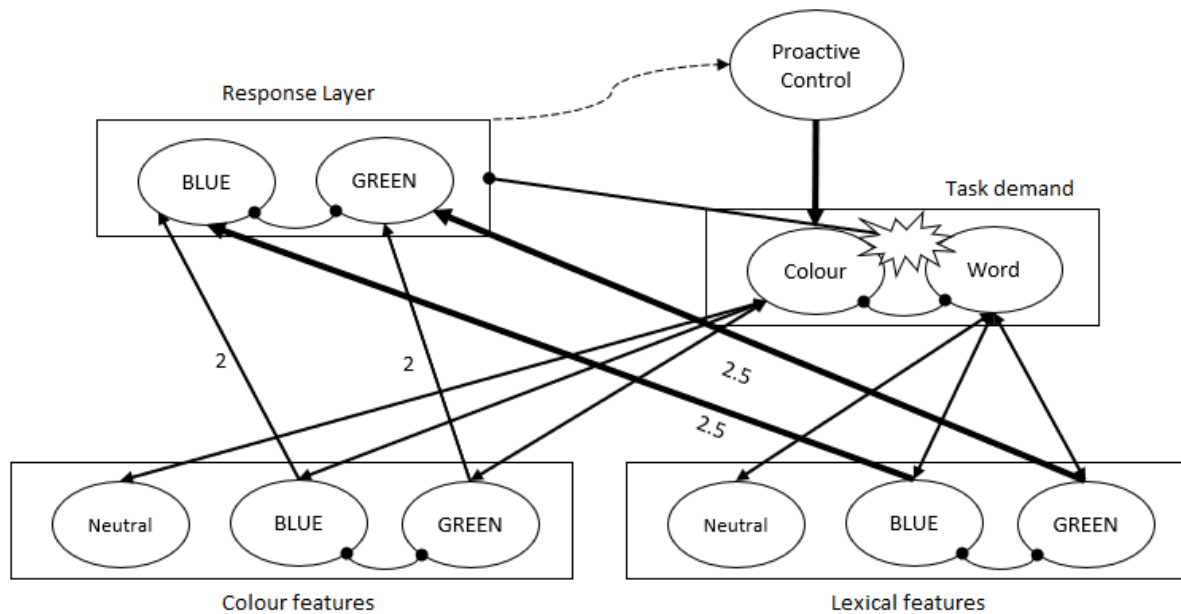 Proactive
Control
Response Layer
BLUE
GREEN
Task demand
Colour
Word
2
2
2.5
2.5
Neutral
BLUE
GREEN
Neutral
BLUE
GREEN
Colour features
Lexical features